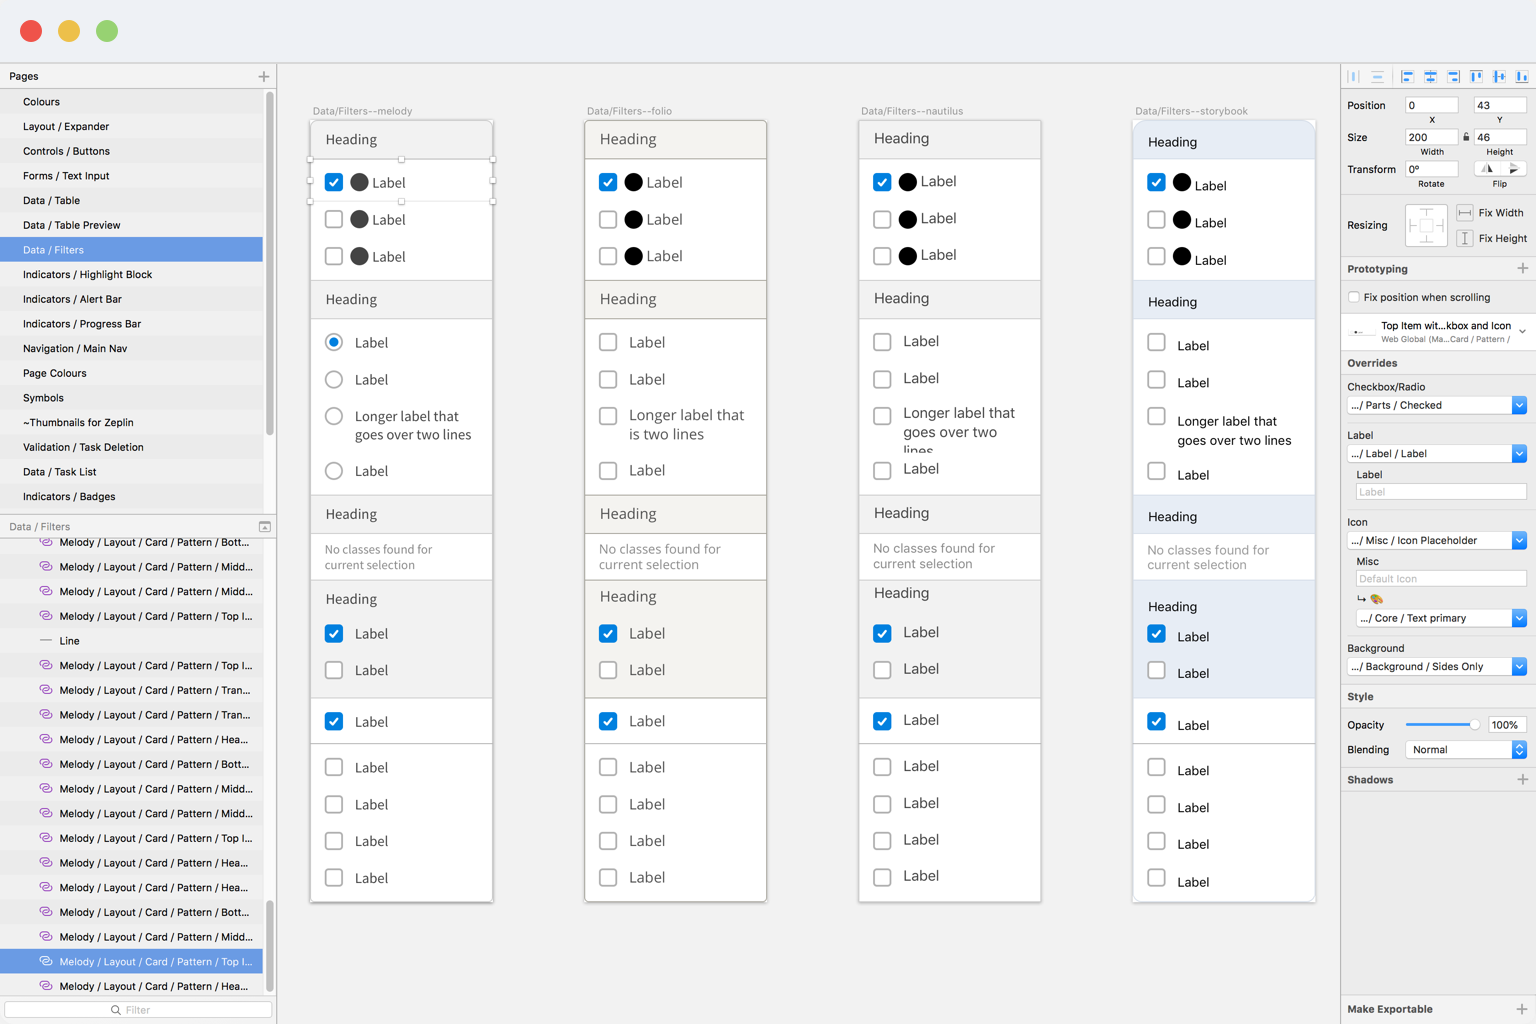 Pages
Colours
Layout / Expander
Controls / Buttons
Forms / Text Input
Data / Table
Data / Table Preview
Data / Filters
Indicators / Highlight Block
Indicators / Alert Bar
Indicators / Progress Bar
Navigation / Main Nav
Page Colours
Symbols
~Thumbnails for Zeplin
Validation / Task Deletion
Data / Task List
Indicators / Badges
Data / Filters
Melody / Layout / Card / Pattern / Bott...
Melody / Layout / Card / Pattern / Midd...
Melody / Layout / Card / Pattern / Midd...
Melody / Layout / Card / Pattern / Top I...
Line
Melody / Layout / Card / Pattern / Top I...
Melody / Layout / Card / Pattern / Tran...
Melody / Layout / Card / Pattern / Tran...
Melody / Layout / Card / Pattern / Hea...
Melody / Layout / Card / Pattern / Bott...
Melody / Layout / Card / Pattern / Midd...
Melody / Layout / Card / Pattern / Midd...
Melody / Layout / Card / Pattern / Top I...
Melody / Layout / Card / Pattern / Hea...
Melody / Layout / Card / Pattern / Hea...
Melody / Layout / Card / Pattern / Bott...
Melody / Layout / Card / Pattern / Midd...
Melody / Layout / Card / Pattern / Top I...
Melody / Layout / Card / Pattern / Hea...
Filter
Data/Filters--melody
Heading
Label
Label
Label
Heading
Label
Label
Longer label that
goes over two lines
Label
Heading
No classes found for
current selection
Heading
Label
Label
Label
Label
Label
Label
Label
Data/Filters--folio
Heading
Label
Label
Label
Heading
Label
Label
Longer label that
is two lines
Label
Heading
No classes found for
current selection
Heading
Label
Label
Label
Label
Label
Label
Label
Data/Filters--nautilus
Heading
Label
Label
Label
Heading
Label
Label
Longer label that
goes over two
lines
Label
Heading
No classes found for
current selection
Heading
Label
Label
Label
Label
Label
Label
Label
Data/Filters--storybook
Heading
Label
Label
Label
Heading
Label
Label
Longer label that
goes over two lines
Label
Heading
No classes found for
current selection
Heading
Label
Label
Label
Label
Label
Label
Label
Position 0 43
X Y
Size 200 46
Width Height
Transform 0°
Rotate Flip
Resizing Fix Width
Fix Height
Prototyping
Fix position when scrolling
Top Item wit...kbox and Icon
Web Global (Ma...Card / Pattern /
Overrides
Checkbox/Radio
.../ Parts / Checked
Label
.../ Label / Label
Label
Label
Icon
.../ Misc / Icon Placeholder
Misc
Default Icon
.../ Core / Text primary
Background
.../ Background / Sides Only
Style
Opacity 100%
Blending Normal
Shadows
Make Exportable